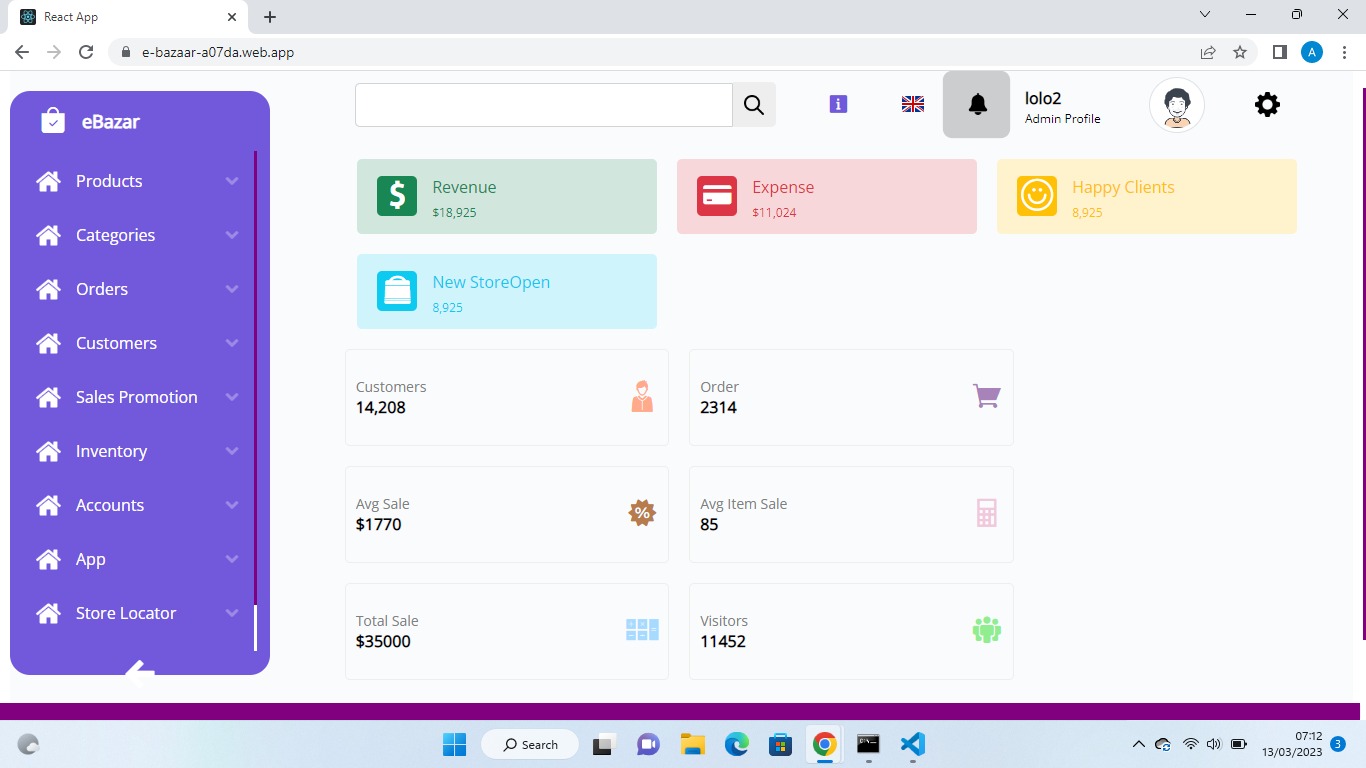 React App
e-bazaar-a07da.web.app
A
eBazar
i
lolo2
Admin Profile
Products
Categories
Orders
Customers
Sales Promotion
Inventory
Accounts
App
Store Locator
$
Revenue
$18,925
Expense
$11,024
Happy Clients
8,925
New StoreOpen
8,925
Customers
14,208
Order
2314
Avg Sale
$1770
%
Avg Item Sale
85
Total Sale
$35000
Visitors
11452
Search
07:12
13/03/2023
3